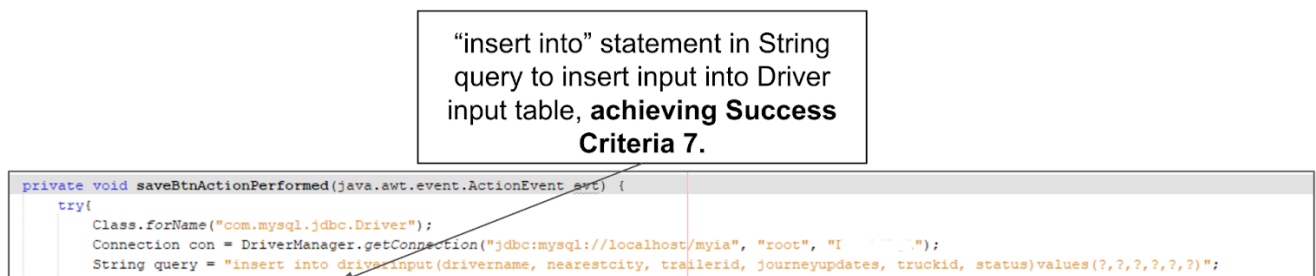 “insert into” statement in String
query to insert input into Driver
input table, achieving Success
Criteria 7.
private void saveBtnActionPerformed(java.awt.event.ActionEvent evt) {
try{
Class.forName("com.mysql.jdbc.Driver");
Connection con = DriverManager.getConnection("jdbc:mysql://localhost/myia", "root", "");
String query = "insert into driverinput(drivername, nearestcity, trailerid, journeyupdates, truckid, status)values(?,?,?,?,?,?)";